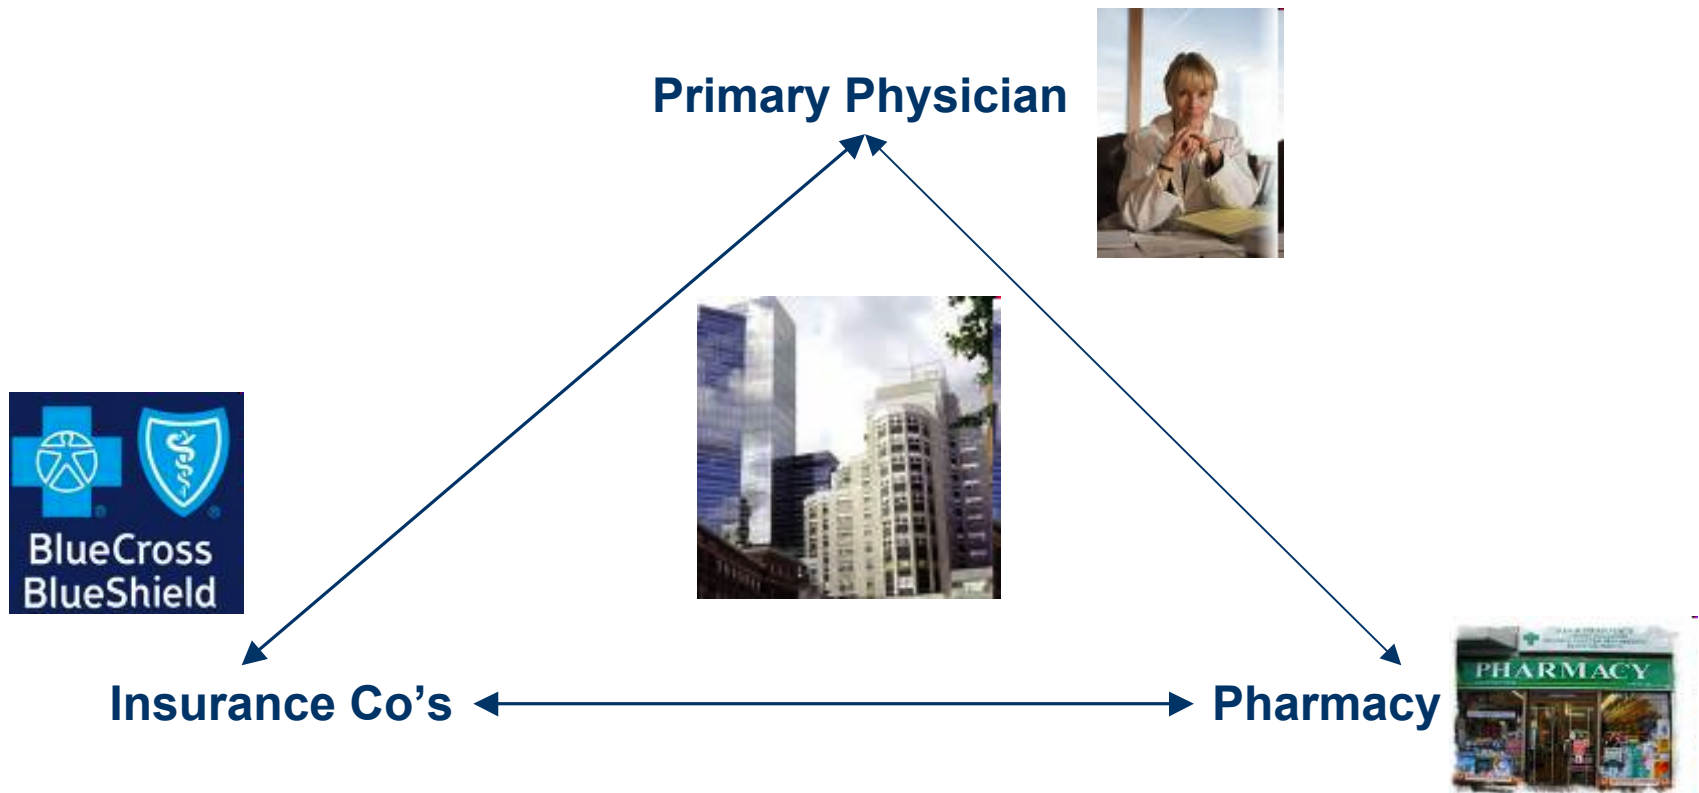 Primary Physician
BlueCross
BlueShield
PHARMACY
Insurance Co’s
Pharmacy